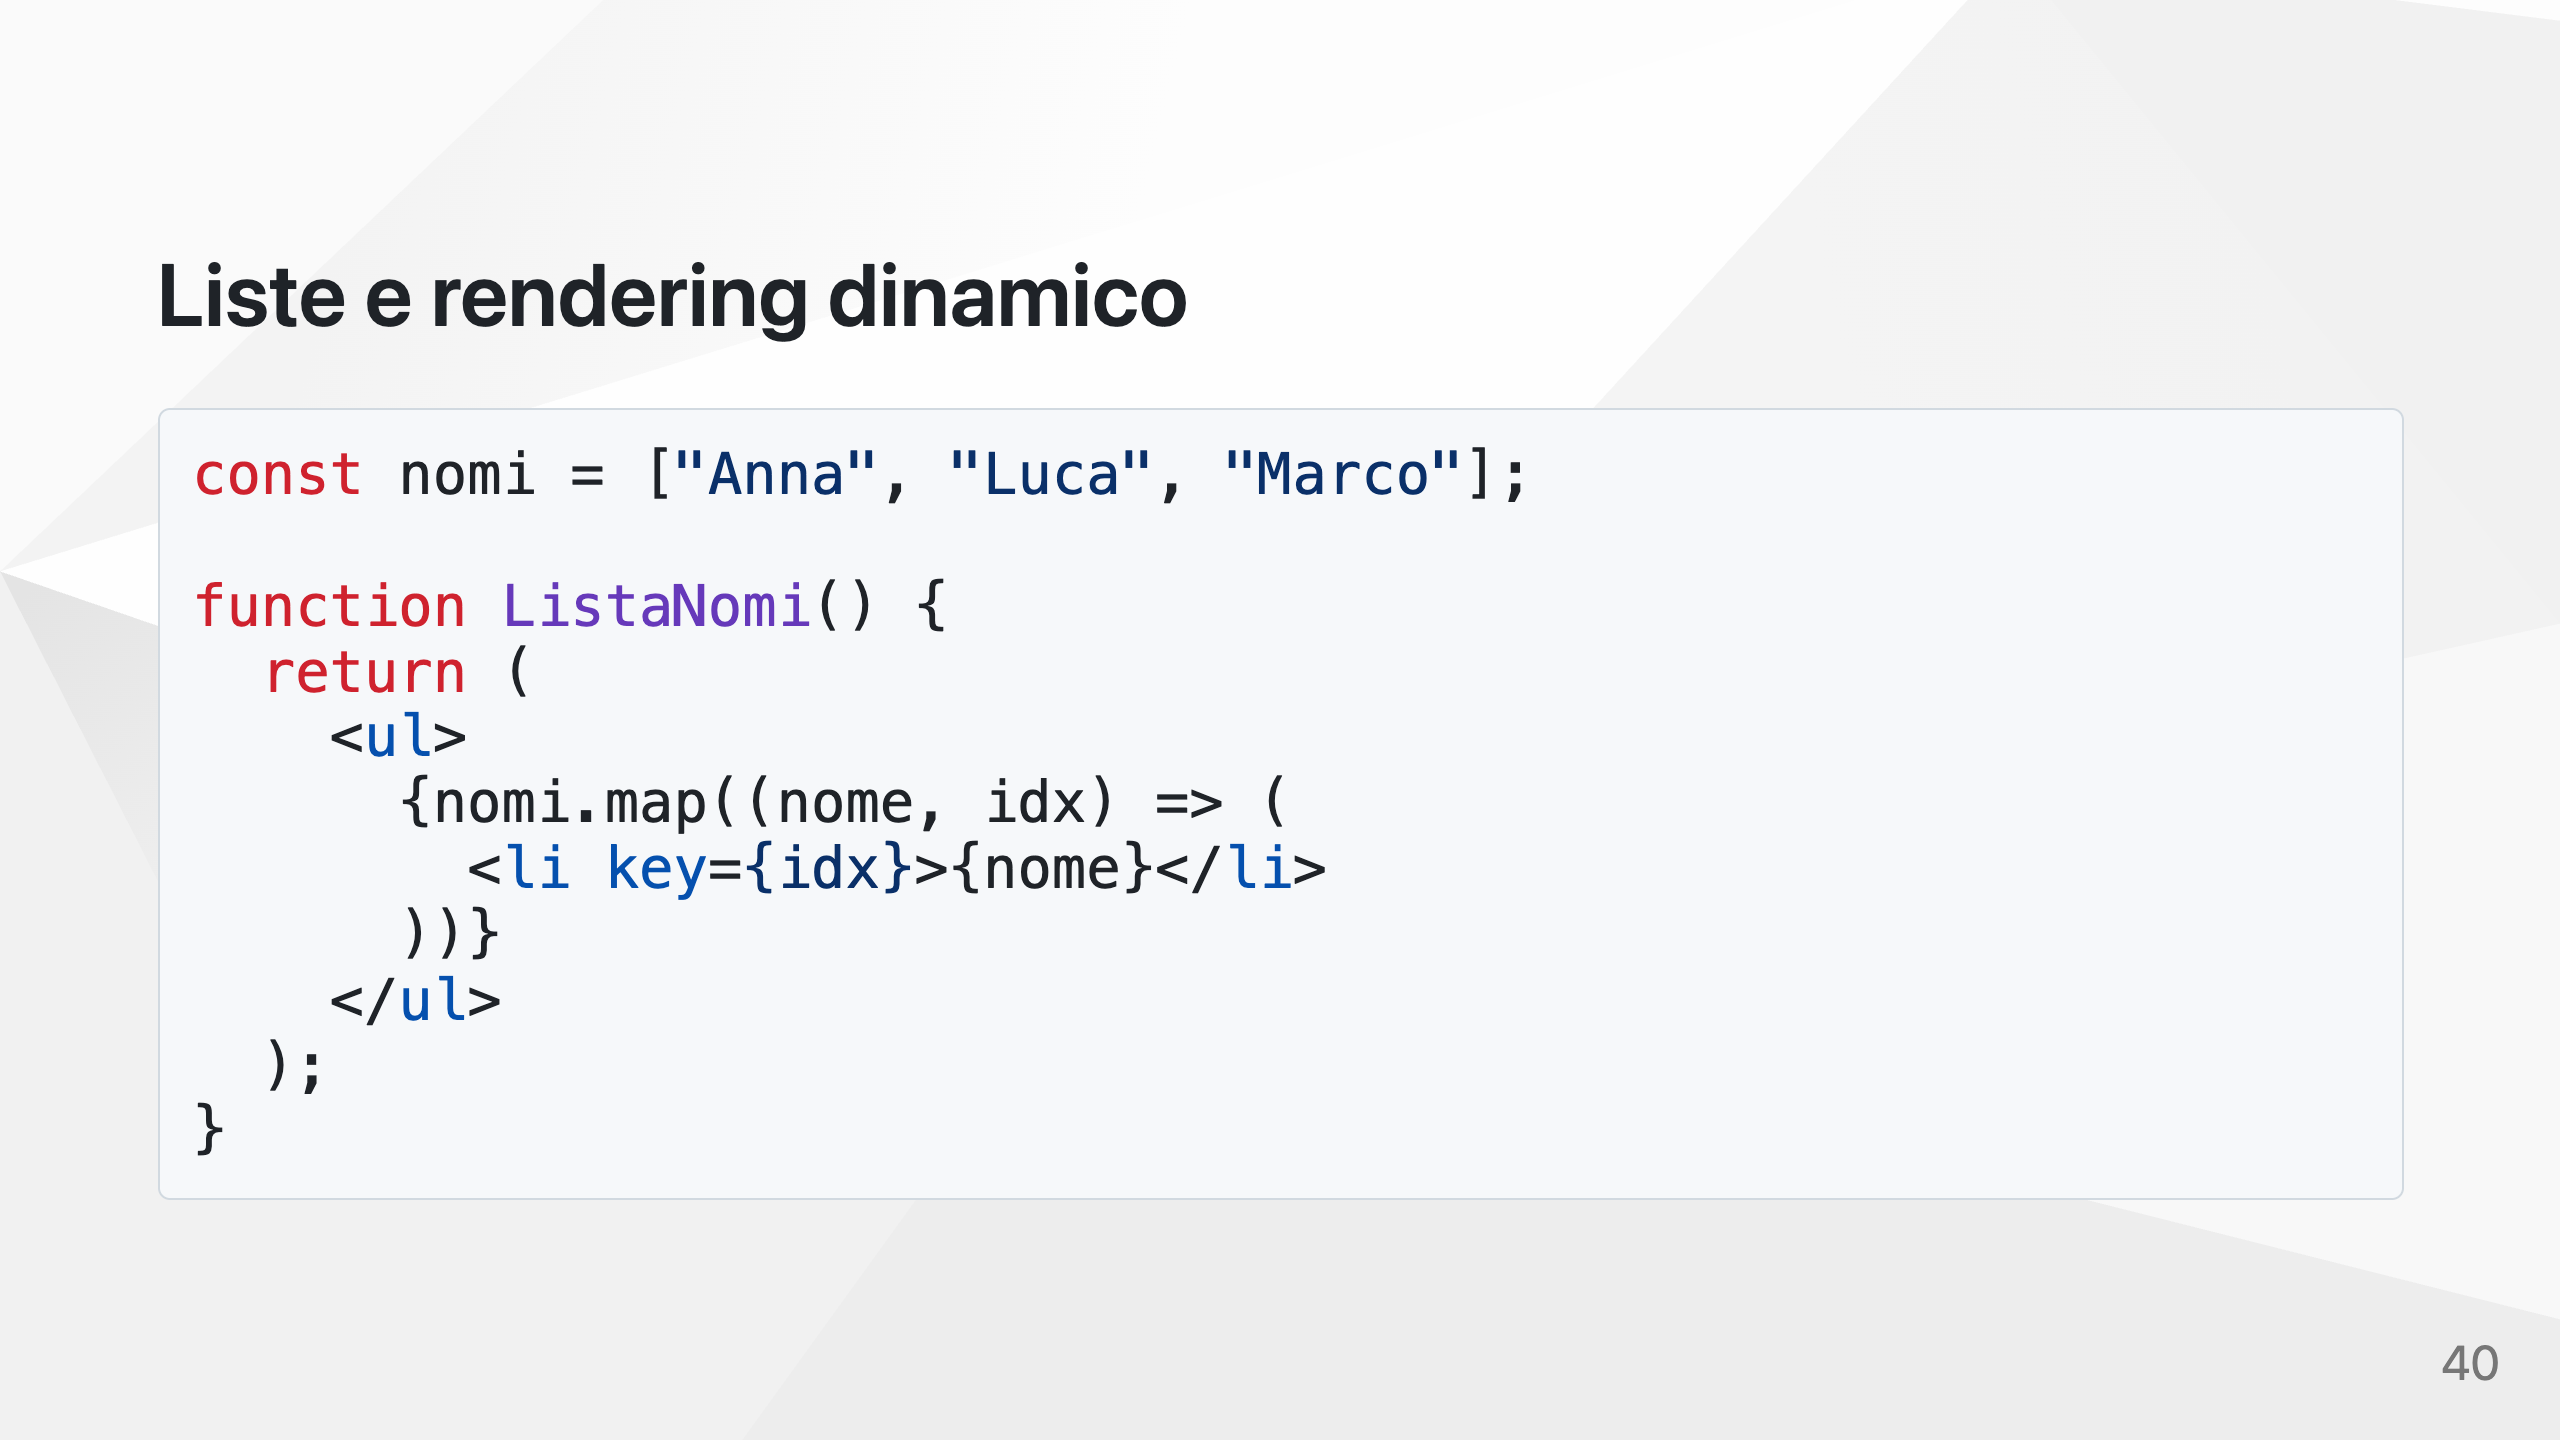 Liste e rendering dinamico
const nomi = ["Anna", "Luca", "Marco"];
function ListaNomi() {
  return (
    <ul>
      {nomi.map((nome, idx) => (
        <li key={idx}>{nome}</li>
      ))}
    </ul>
  );
}
40